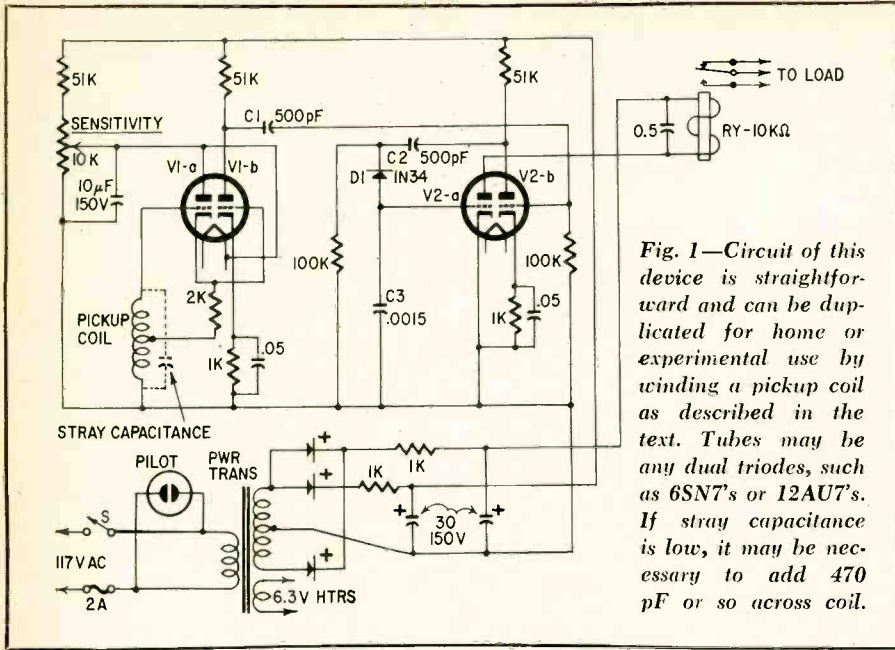 51K
51K
51K
TO LOAD
SENSITIVITY
10K
C1 500pF
0.5
RY-10KΩ
10µF
150V
V1-a
V1-b
D1
C2 500pF
1N34
V2-a
V2-b
100K
100K
2K
C3
.0015
PICKUP
COIL
1K
.05
1K
.05
STRAY CAPACITANCE
PILOT
PWR
TRANS
S
117VAC
2A
+
+
+
1K
1K
+
30
150V
+
6.3V HTRS
Fig. 1—Circuit of this
device is straightfor-
ward and can be dup-
licated for home or
experimental use by
winding a pickup coil
as described in the
text. Tubes may be
any dual triodes, such
as 6SN7's or 12AU7's.
If stray capacitance
is low, it may be nec-
essary to add 470
pF or so across coil.